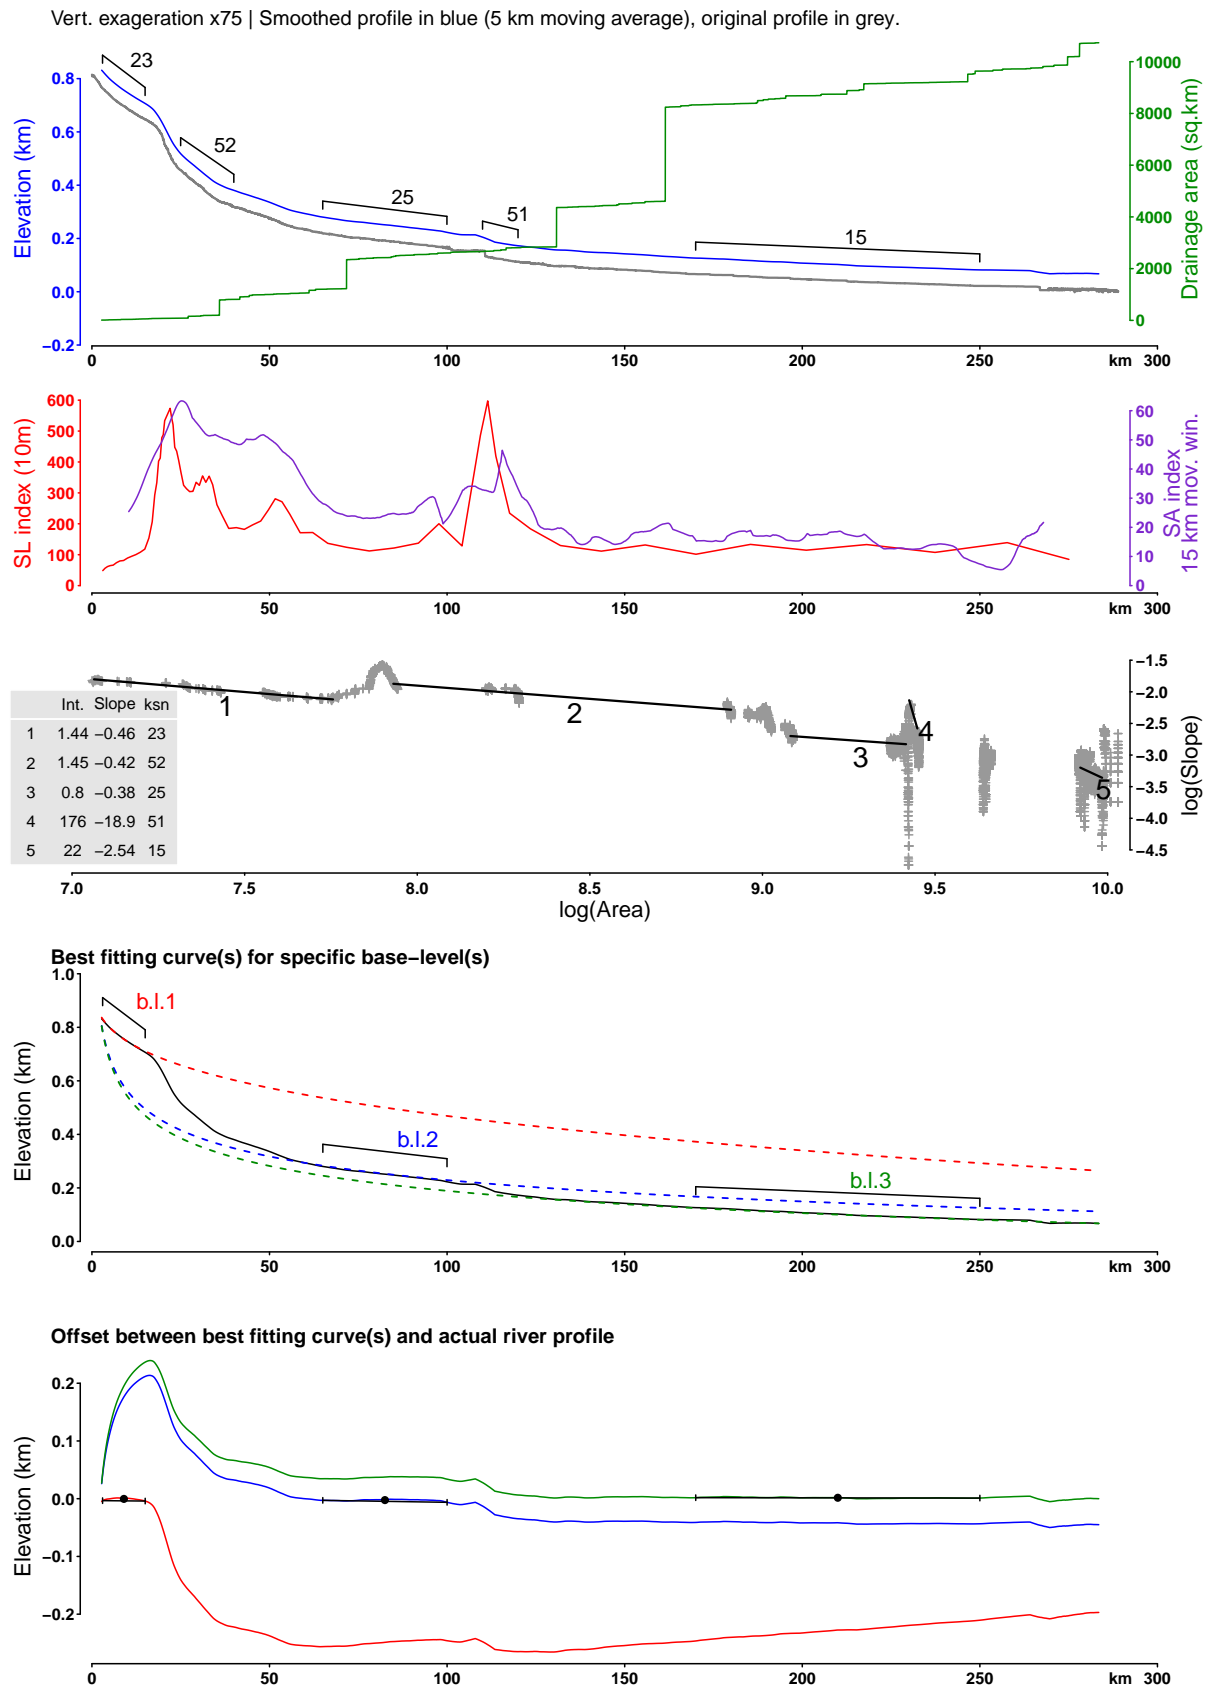 Vert. exageration x75 | Smoothed profile in blue (5 km moving average), original profile in grey.
Elevation (km)
0.8
0.6
0.4
0.2
0.0
−0.2
23
52
25
51
15
10000
8000
6000
4000
2000
0
Drainage area (sq.km)
0 50 100 150 200 250 km 300
SL index (10m)
600
500
400
300
200
100
0
60
50
40
30
20
10
0
SA index
15 km mov. win.
0 50 100 150 200 250 km 300
Int. Slope ksn
1 1.44 −0.46 23
2 1.45 −0.42 52
3 0.8 −0.38 25
4 176 −18.9 51
5 22 −2.54 15
1
2
3
4
5
−1.5
−2.0
−2.5
−3.0
−3.5
−4.0
−4.5
log(Slope)
7.0 7.5 8.0 8.5 9.0 9.5 10.0
log(Area)
Best fitting curve(s) for specific base−level(s)
Elevation (km)
1.0
0.8
0.6
0.4
0.2
0.0
b.l.1
b.l.2
b.l.3
0 50 100 150 200 250 km 300
Offset between best fitting curve(s) and actual river profile
Elevation (km)
0.2
0.1
0.0
−0.1
−0.2
0 50 100 150 200 250 km 300